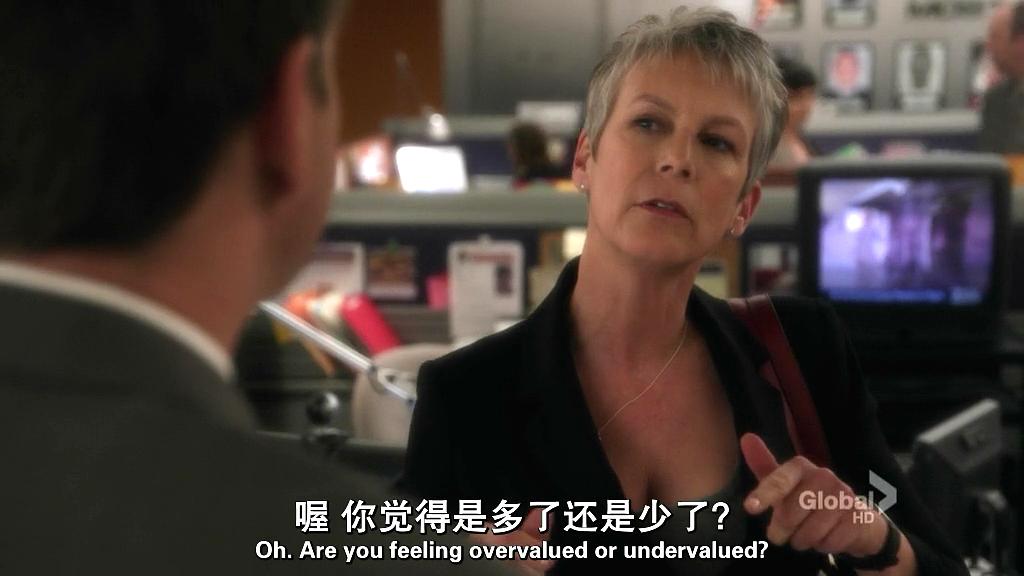 喔 你觉得是多了还是少了?
Oh. Are you feeling overvalued or undervalued?
Global
HD